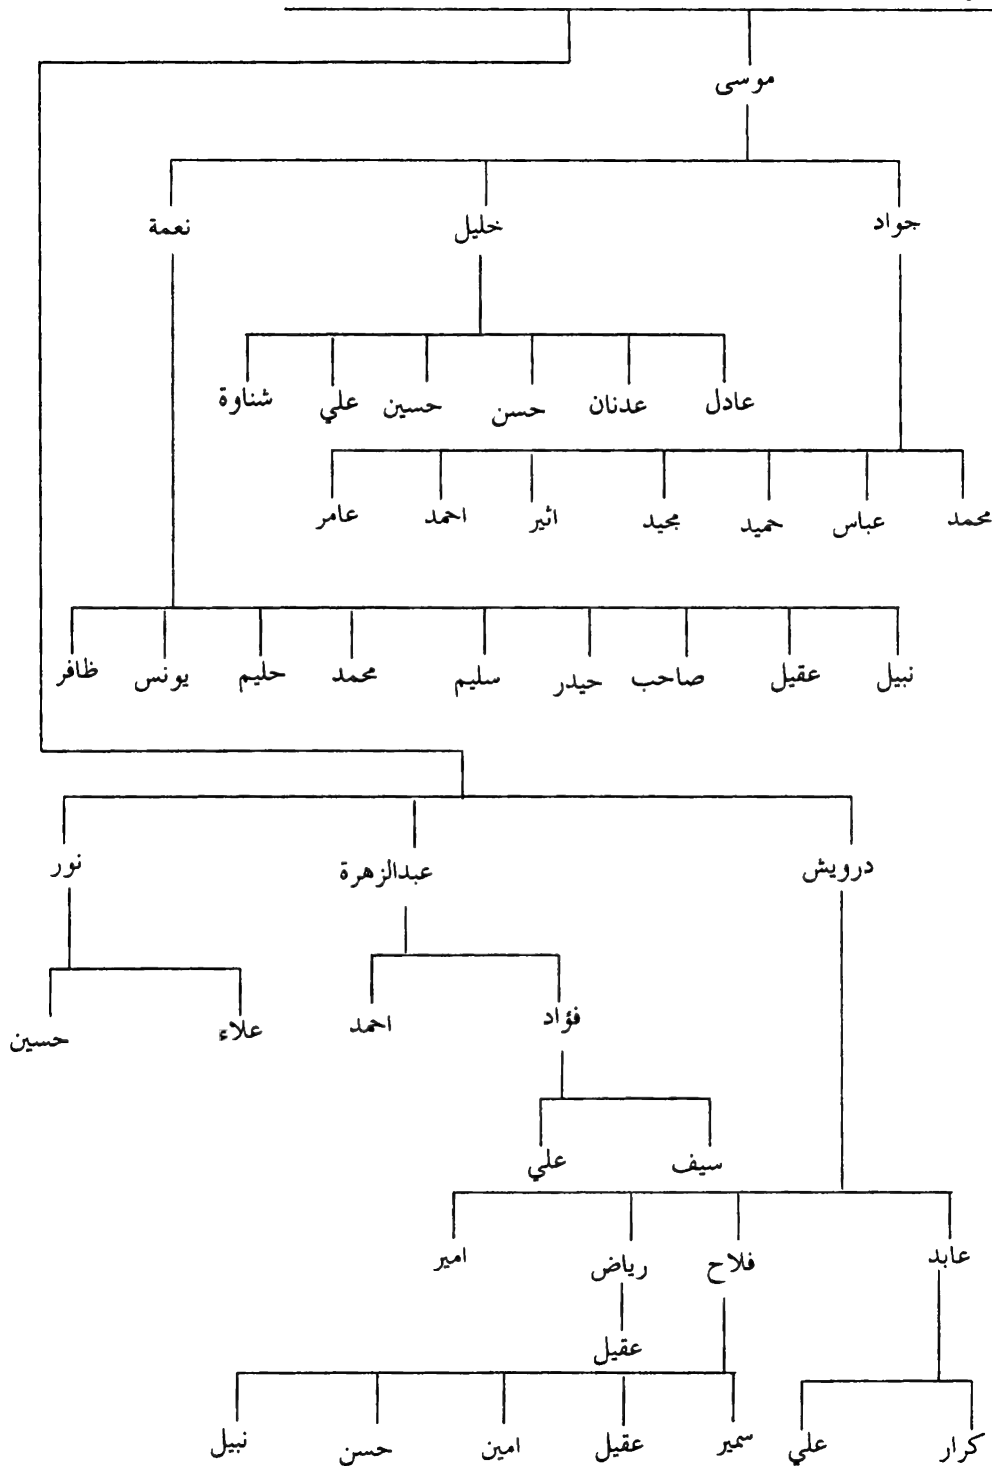 موسى
جواد خليل نعمة
عادل عدنان حسن حسين علي شناوة
محمد عباس حميد مجيد اثير احمد عامر
نبيل عقيل صاحب حيدر سليم محمد حليم يونس ظافر
درويش عبدالزهرة نور
فؤاد احمد علاء حسين
سيف علي
عابد فلاح رياض امير
عقيل
كرار علي سمير عقيل امين حسن نبيل